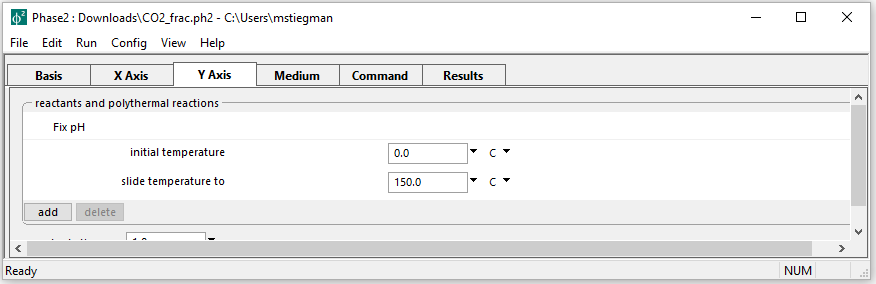 Phase2 : Downloads\CO2_frac.ph2 - C:\Users\mstiegman
File Edit Run Config View Help
Basis X Axis Y Axis Medium Command Results
reactants and polythermal reactions
Fix pH
initial temperature 0.0 C
slide temperature to 150.0 C
add delete
Ready NUM